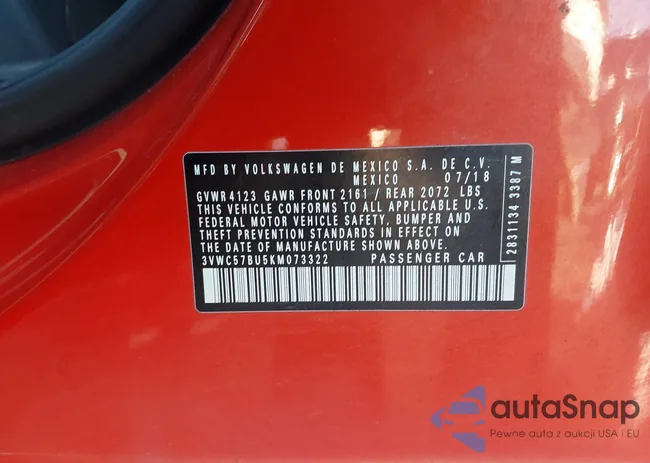 MFD BY VOLKSWAGEN DE MEXICO S.A. DE C.V.
MEXICO 07/18
GVWR 4123 GAWR FRONT 2161 / REAR 2072 LBS
THIS VEHICLE CONFORMS TO ALL APPLICABLE U.S.
FEDERAL MOTOR VEHICLE SAFETY, BUMPER AND
THEFT PREVENTION STANDARDS IN EFFECT ON
THE DATE OF MANUFACTURE SHOWN ABOVE.
3VWC57BU5KM073322 PASSENGER CAR
2831134 3387 M
autaSnap
Pewne auta z aukcji USA i EU